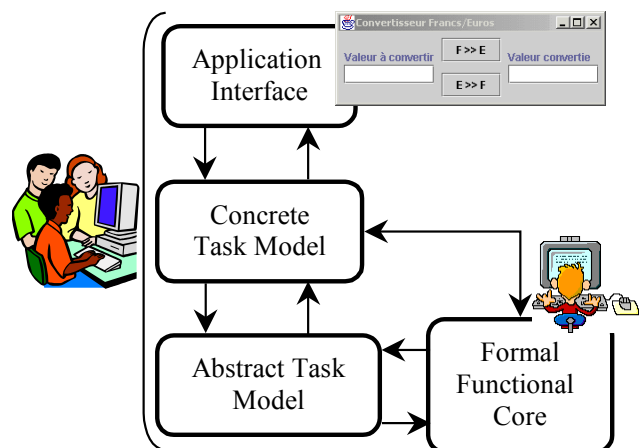 Convertisseur Francs/Euros
Valeur à convertir
F >> E
Valeur convertie
E >> F
Application
Interface
Concrete
Task Model
Abstract Task
Model
Formal
Functional
Core